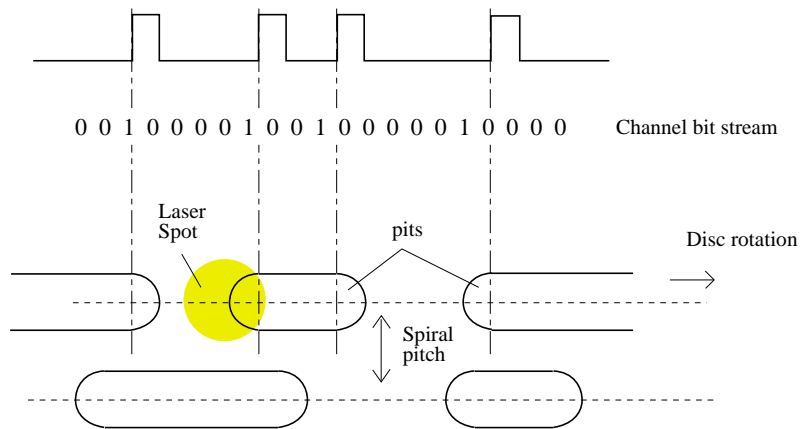 0 0 1 0 0 0 0 1 0 0 1 0 0 0 0 0 1 0 0 0 0 Channel bit stream
Laser
Spot
pits
Disc rotation
Spiral
pitch